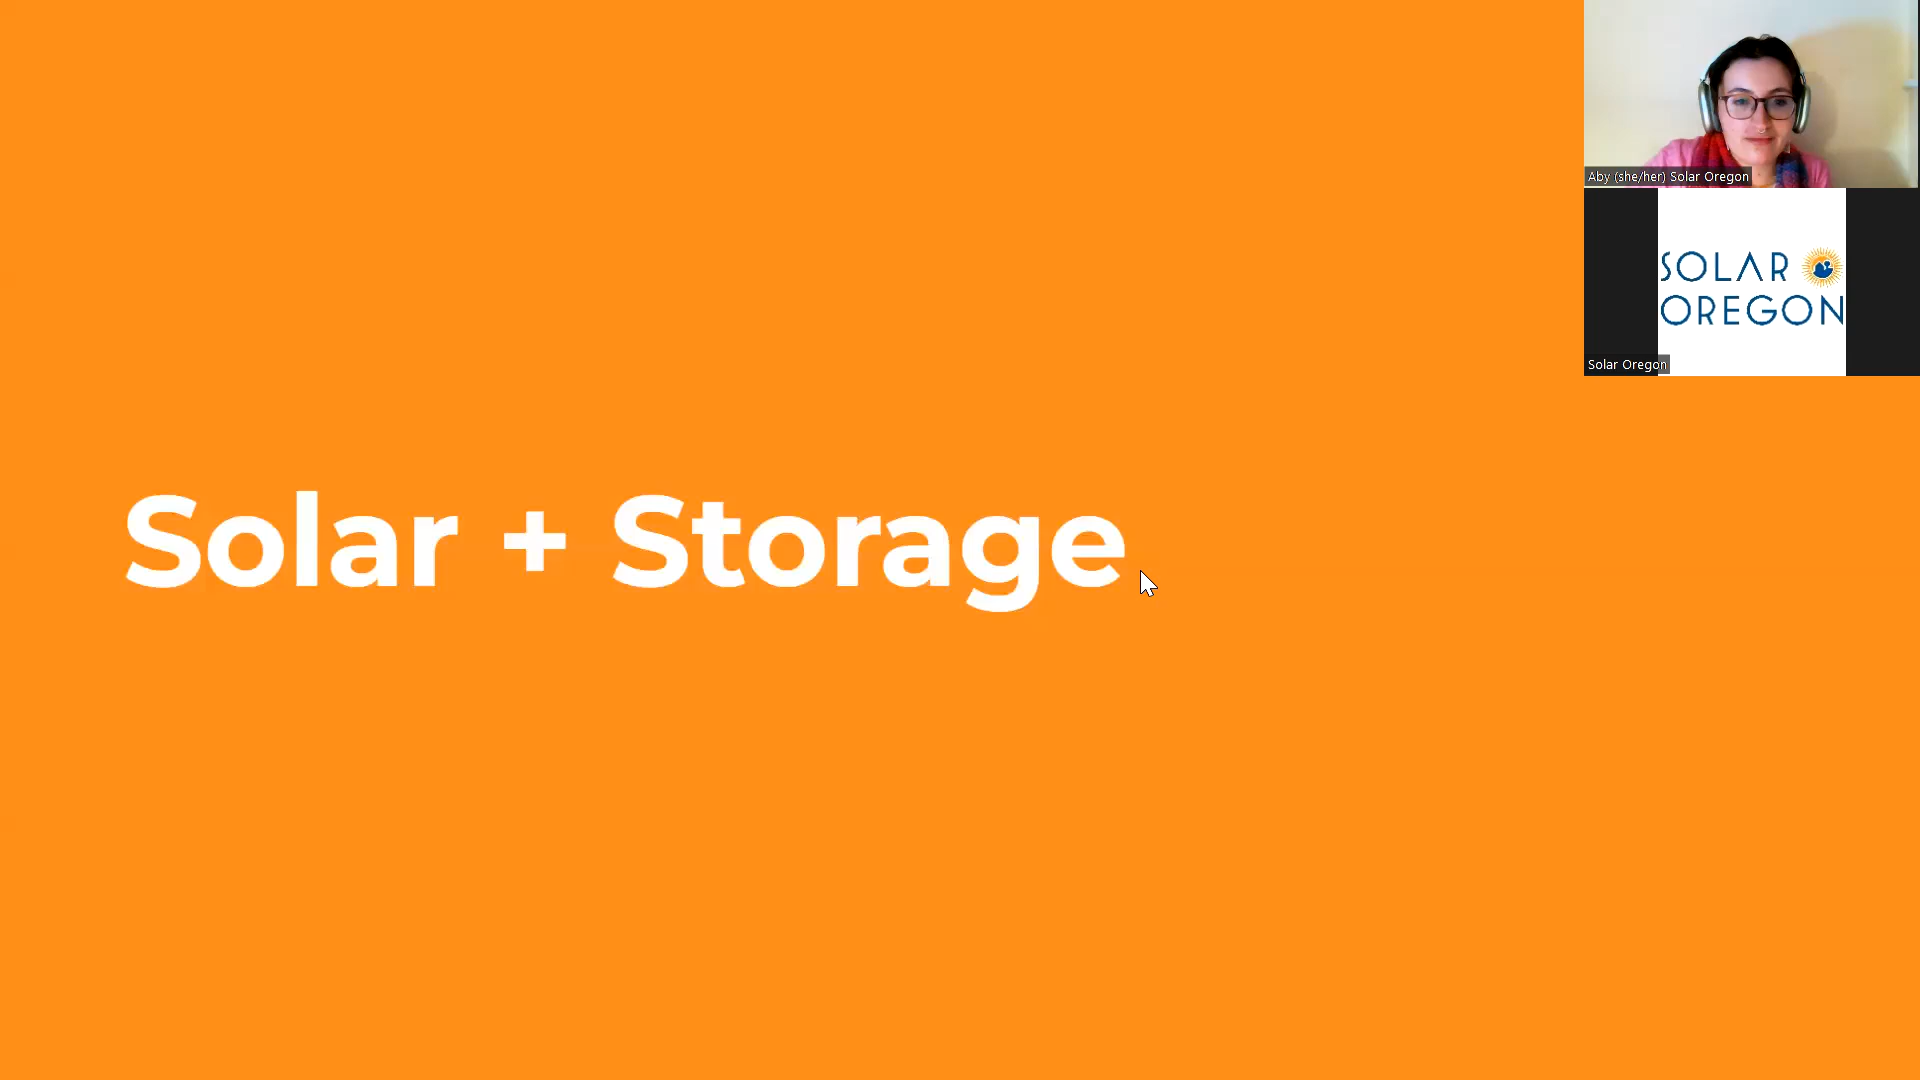 Solar + Storage
Aby (she/her) Solar Oregon
SOLAR
OREGON
Solar Oregon